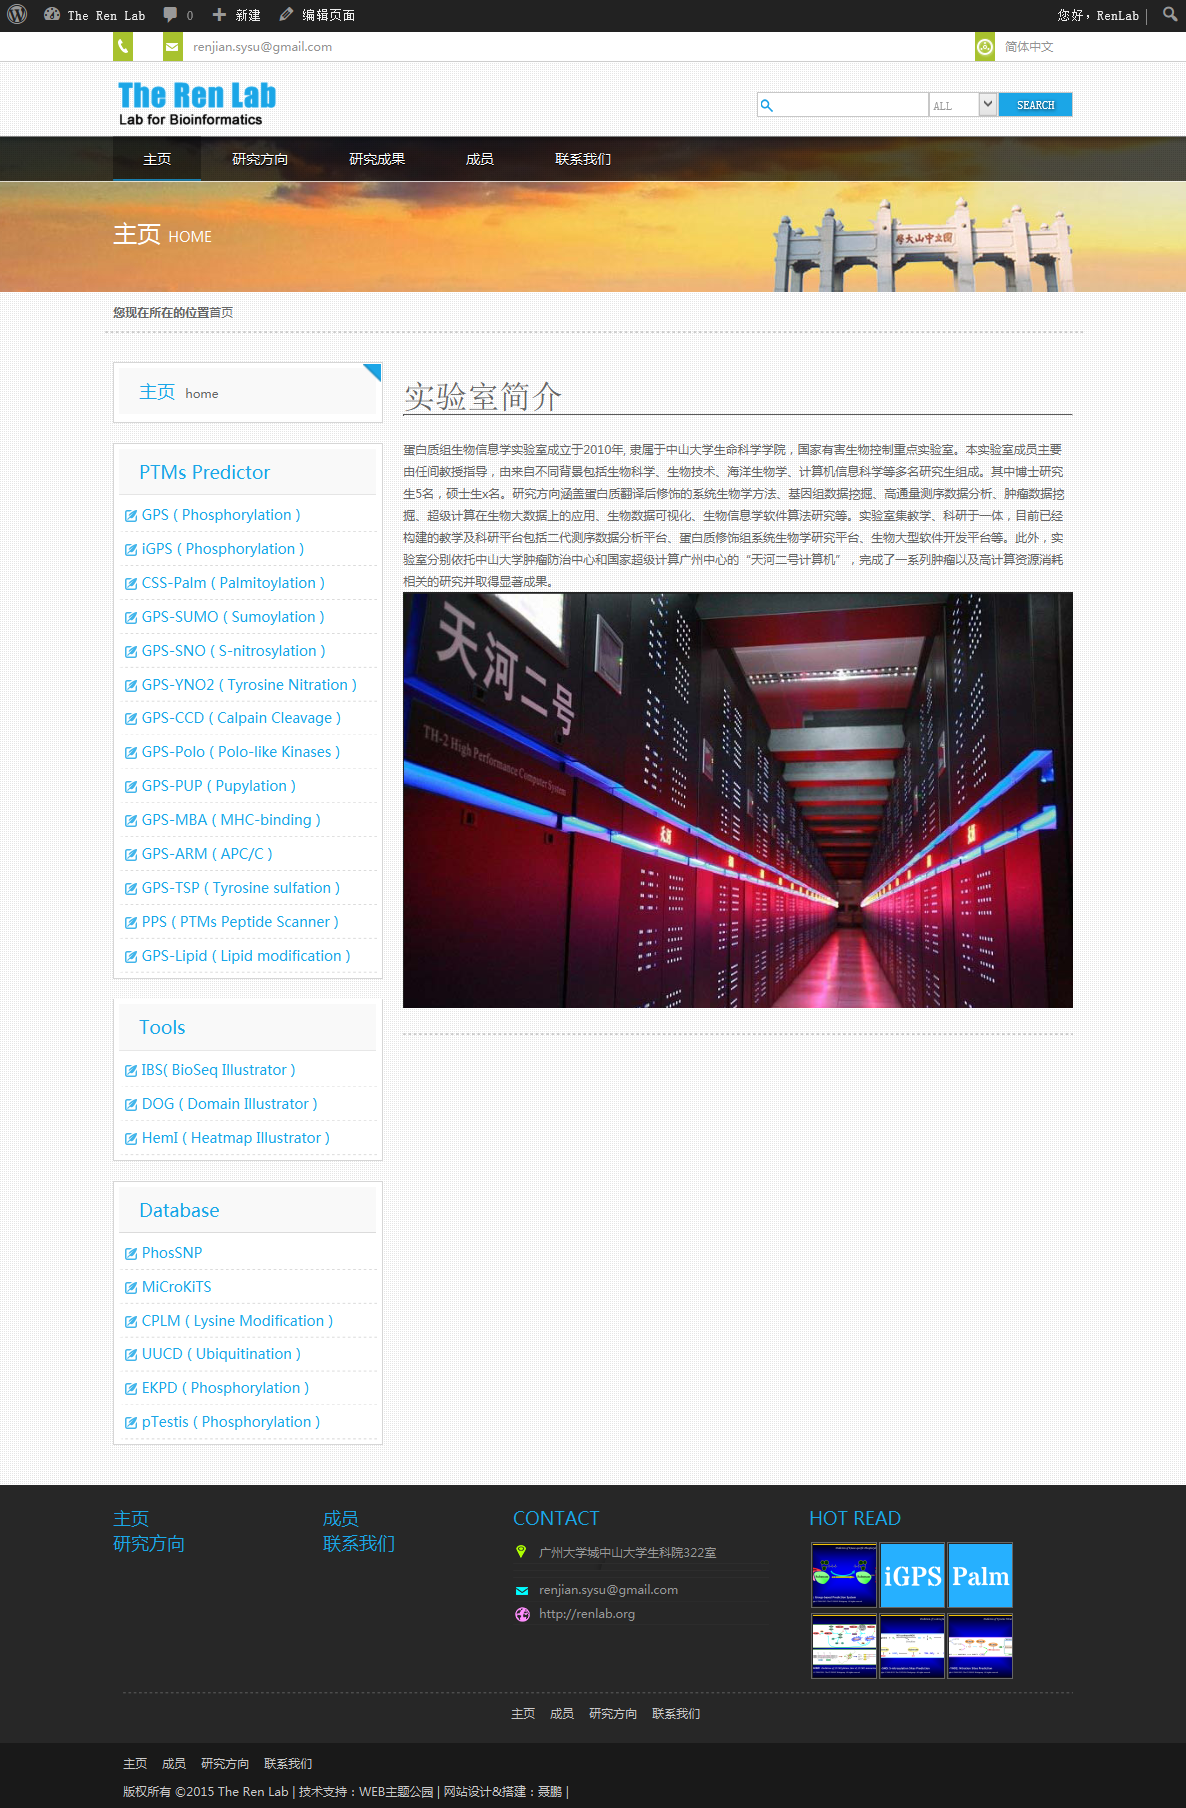 The Ren Lab 0 新建 编辑页面 您好，RenLab
renjian.sysu@gmail.com 简体中文
The Ren Lab
Lab for Bioinformatics
ALL SEARCH
主页 研究方向 研究成果 成员 联系我们
主页 HOME
您现在所在的位置首页
主页 home
PTMs Predictor
GPS ( Phosphorylation )
iGPS ( Phosphorylation )
CSS-Palm ( Palmitoylation )
GPS-SUMO ( Sumoylation )
GPS-SNO ( S-nitrosylation )
GPS-YNO2 ( Tyrosine Nitration )
GPS-CCD ( Calpain Cleavage )
GPS-Polo ( Polo-like Kinases )
GPS-PUP ( Pupylation )
GPS-MBA ( MHC-binding )
GPS-ARM ( APC/C )
GPS-TSP ( Tyrosine sulfation )
PPS ( PTMs Peptide Scanner )
GPS-Lipid ( Lipid modification )
Tools
IBS( BioSeq Illustrator )
DOG ( Domain Illustrator )
HemI ( Heatmap Illustrator )
Database
PhosSNP
MiCroKiTS
CPLM ( Lysine Modification )
UUCD ( Ubiquitination )
EKPD ( Phosphorylation )
pTestis ( Phosphorylation )
实验室简介
蛋白质组生物信息学实验室成立于2010年, 隶属于中山大学生命科学学院，国家有害生物控制重点实验室。本实验室成员主要
由任间教授指导，由来自不同背景包括生物科学、生物技术、海洋生物学、计算机信息科学等多名研究生组成。其中博士研究
生5名，硕士生x名。研究方向涵盖蛋白质翻译后修饰的系统生物学方法、基因组数据挖掘、高通量测序数据分析、肿瘤数据挖
掘、超级计算在生物大数据上的应用、生物数据可视化、生物信息学软件算法研究等。实验室集教学、科研于一体，目前已经
构建的教学及科研平台包括二代测序数据分析平台、蛋白质修饰组系统生物学研究平台、生物大型软件开发平台等。此外，实
验室分别依托中山大学肿瘤防治中心和国家超级计算广州中心的“天河二号计算机”，完成了一系列肿瘤以及高计算资源消耗
相关的研究并取得显著成果。
天河二号
TH-2 High Performance Computer System
天河
主页 成员
研究方向 联系我们
CONTACT
广州大学城中山大学生科院322室
renjian.sysu@gmail.com
http://renlab.org
HOT READ
iGPS Palm
主页 成员 研究方向 联系我们
主页 成员 研究方向 联系我们
版权所有 ©2015 The Ren Lab | 技术支持：WEB主题公园 | 网站设计&搭建：聂鹏 |